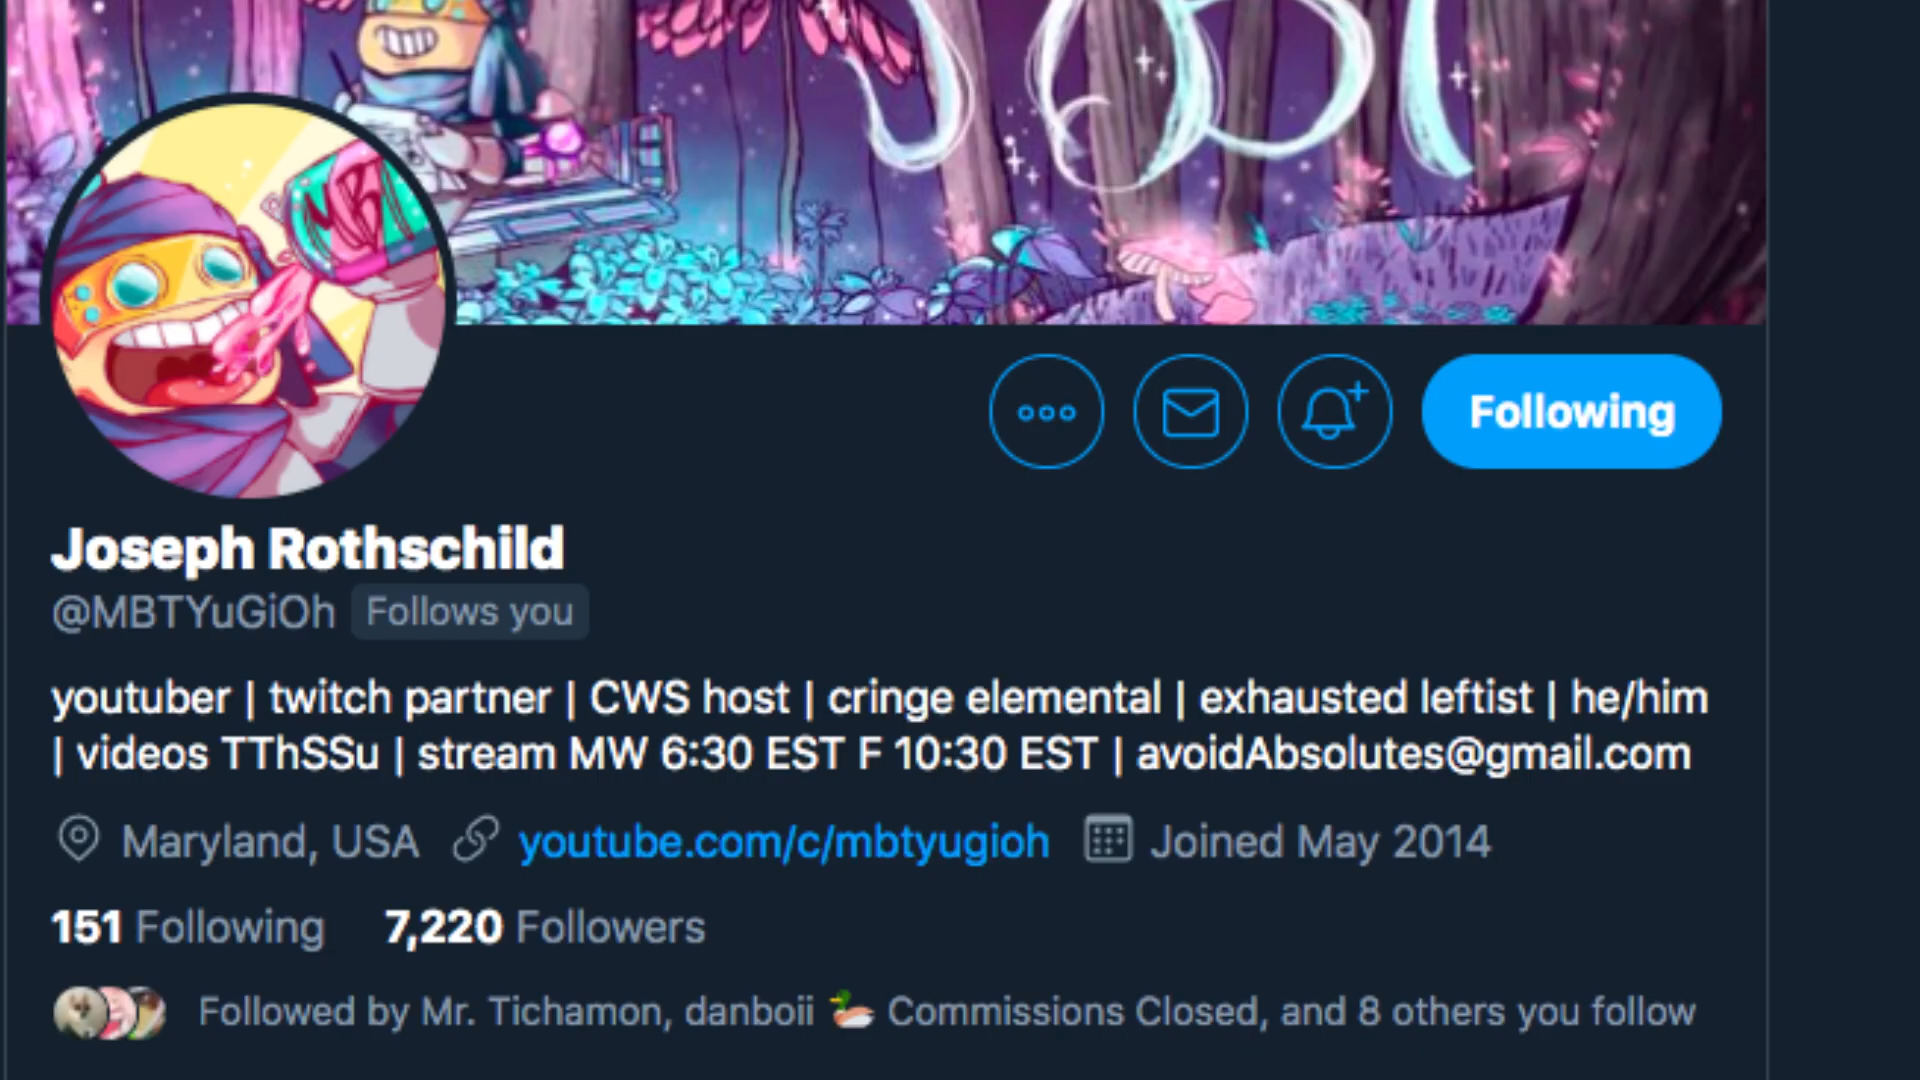 MBT
Following
Joseph Rothschild
@MBTYuGiOh Follows you
youtuber | twitch partner | CWS host | cringe elemental | exhausted leftist | he/him
| videos TThSSu | stream MW 6:30 EST F 10:30 EST | avoidAbsolutes@gmail.com
Maryland, USA youtube.com/c/mbtyugioh Joined May 2014
151 Following 7,220 Followers
Followed by Mr. Tichamon, danboii 🦆 Commissions Closed, and 8 others you follow